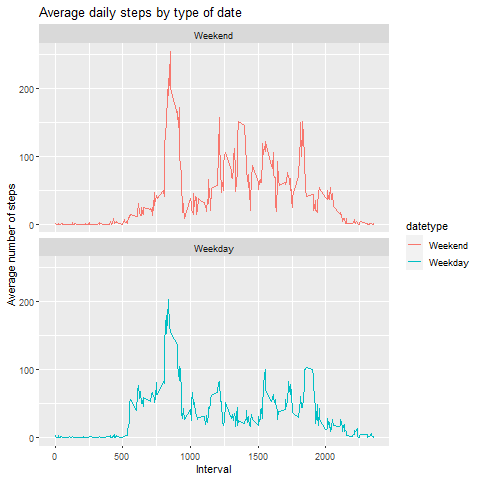 Average daily steps by type of date
Weekend
200
100
0
Weekday
200
100
0
0
500
1000
1500
2000
Interval
Average number of steps
datetype
Weekend
Weekday